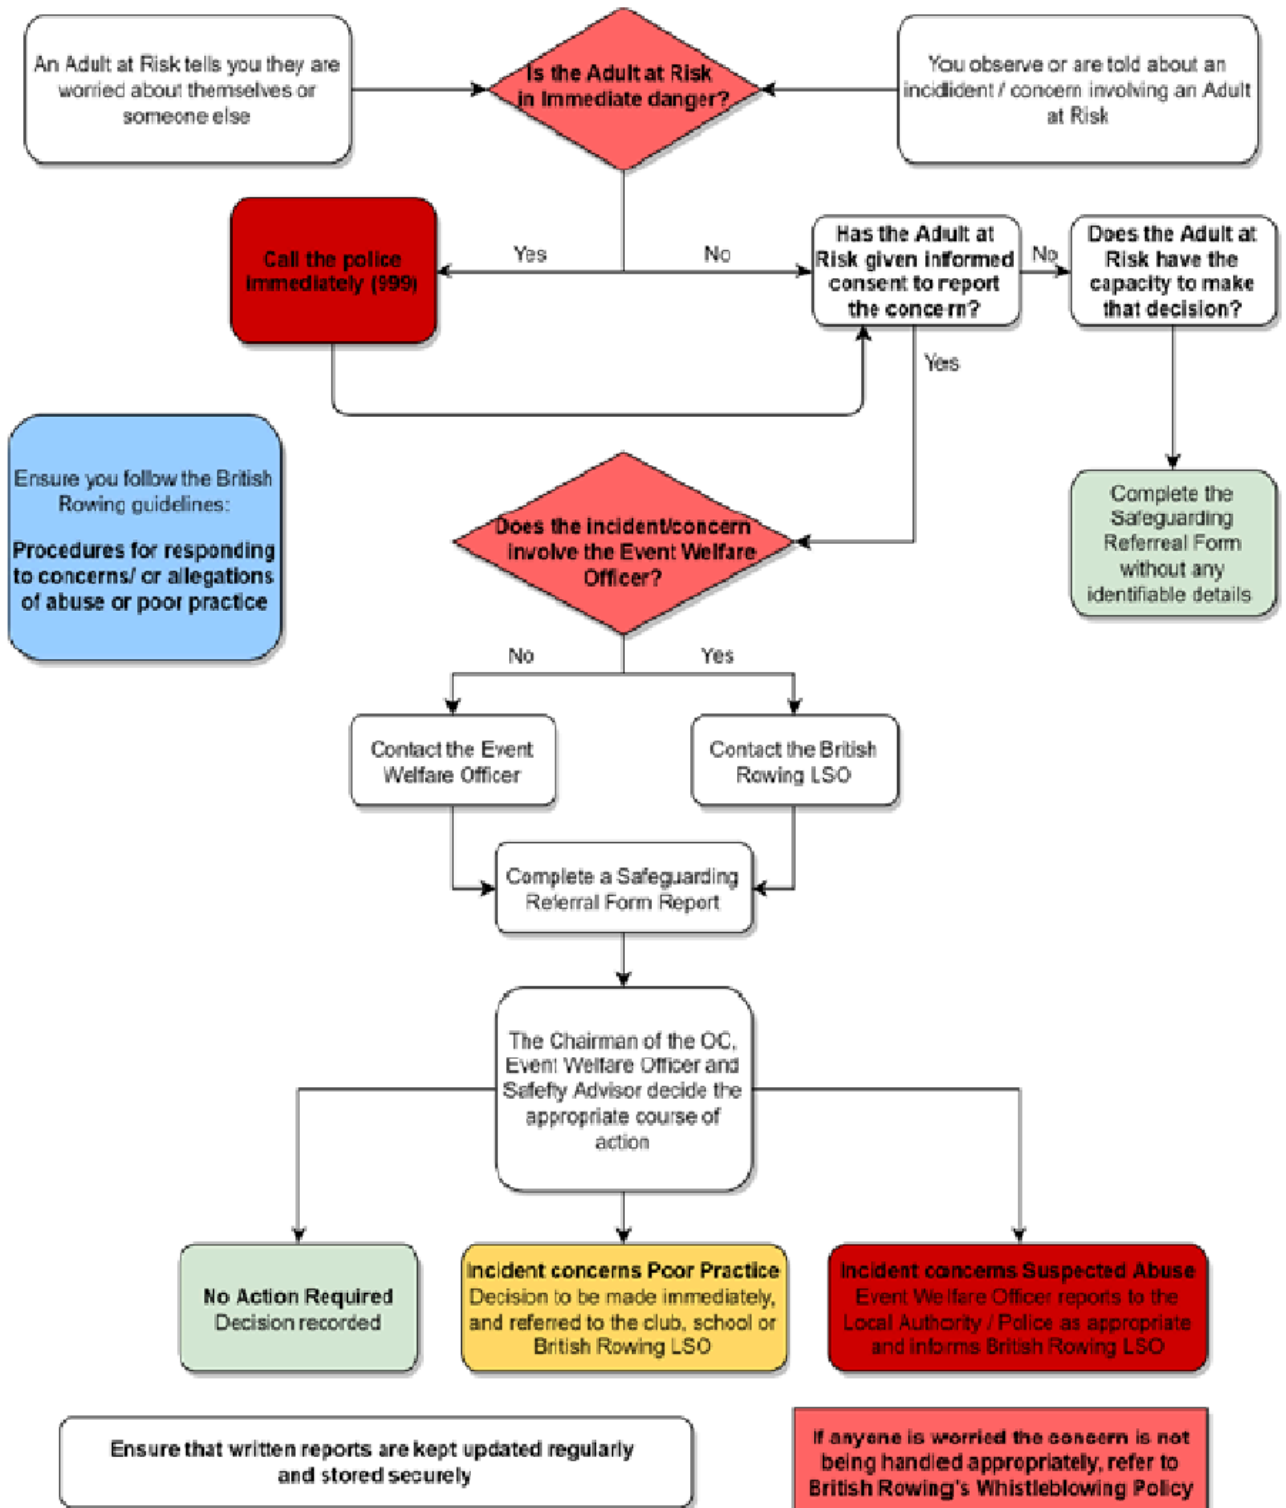 An Adult at Risk tells you they are
worried about themselves or
someone else
Is the Adult at Risk
in Immediate danger?
You observe or are told about an
incidident / concern involving an Adult
at Risk
Call the police
immediately (999)
Yes
No
Has the Adult at
Risk given informed
consent to report
the concern?
No
Does the Adult at
Risk have the
capacity to make
that decision?
Yes
Ensure you follow the British
Rowing guidelines:
Procedures for responding
to concerns/ or allegations
of abuse or poor practice
Does the incident/concern
involve the Event Welfare
Officer?
Complete the
Safeguarding
Referreal Form
without any
identifiable details
No
Yes
Contact the Event
Welfare Officer
Contact the British
Rowing LSO
Complete a Safeguarding
Referral Form Report
The Chairman of the OC,
Event Welfare Officer and
Safefty Advisor decide the
appropriate course of
action
No Action Required
Decision recorded
Incident concerns Poor Practice
Decision to be made immediately,
and referred to the club, school or
British Rowing LSO
Incident concerns Suspected Abuse
Event Welfare Officer reports to the
Local Authority / Police as appropriate
and informs British Rowing LSO
Ensure that written reports are kept updated regularly
and stored securely
If anyone is worried the concern is not
being handled appropriately, refer to
British Rowing's Whistleblowing Policy